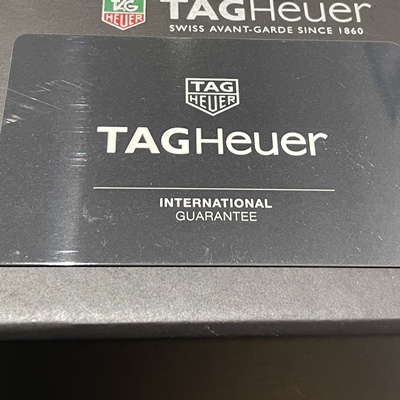 TAG
HEUER
TAGHeuer
SWISS AVANT-GARDE SINCE 1860
TAG
HEUER
TAGHeuer
INTERNATIONAL
GUARANTEE